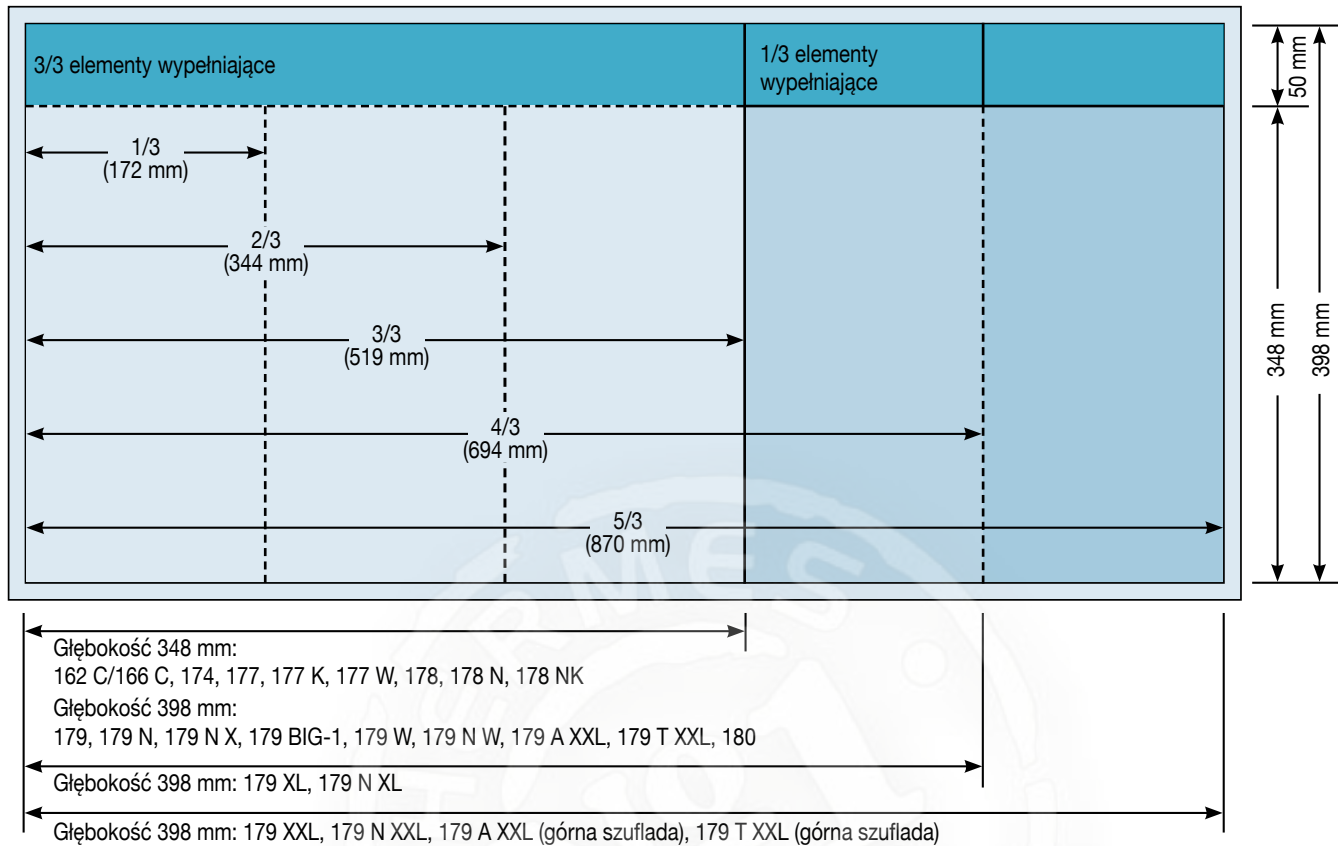 3/3 elementy wypełniające
1/3 elementy
wypełniające
50 mm
1/3
(172 mm)
2/3
(344 mm)
3/3
(519 mm)
348 mm
398 mm
4/3
(694 mm)
5/3
(870 mm)
TERMES
Głębokość 348 mm:
162 C/166 C, 174, 177, 177 K, 177 W, 178, 178 N, 178 NK
Głębokość 398 mm:
179, 179 N, 179 N X, 179 BIG-1, 179 W, 179 N W, 179 A XXL, 179 T XXL, 180
Głębokość 398 mm: 179 XL, 179 N XL
Głębokość 398 mm: 179 XXL, 179 N XXL, 179 A XXL (górna szuflada), 179 T XXL (górna szuflada)